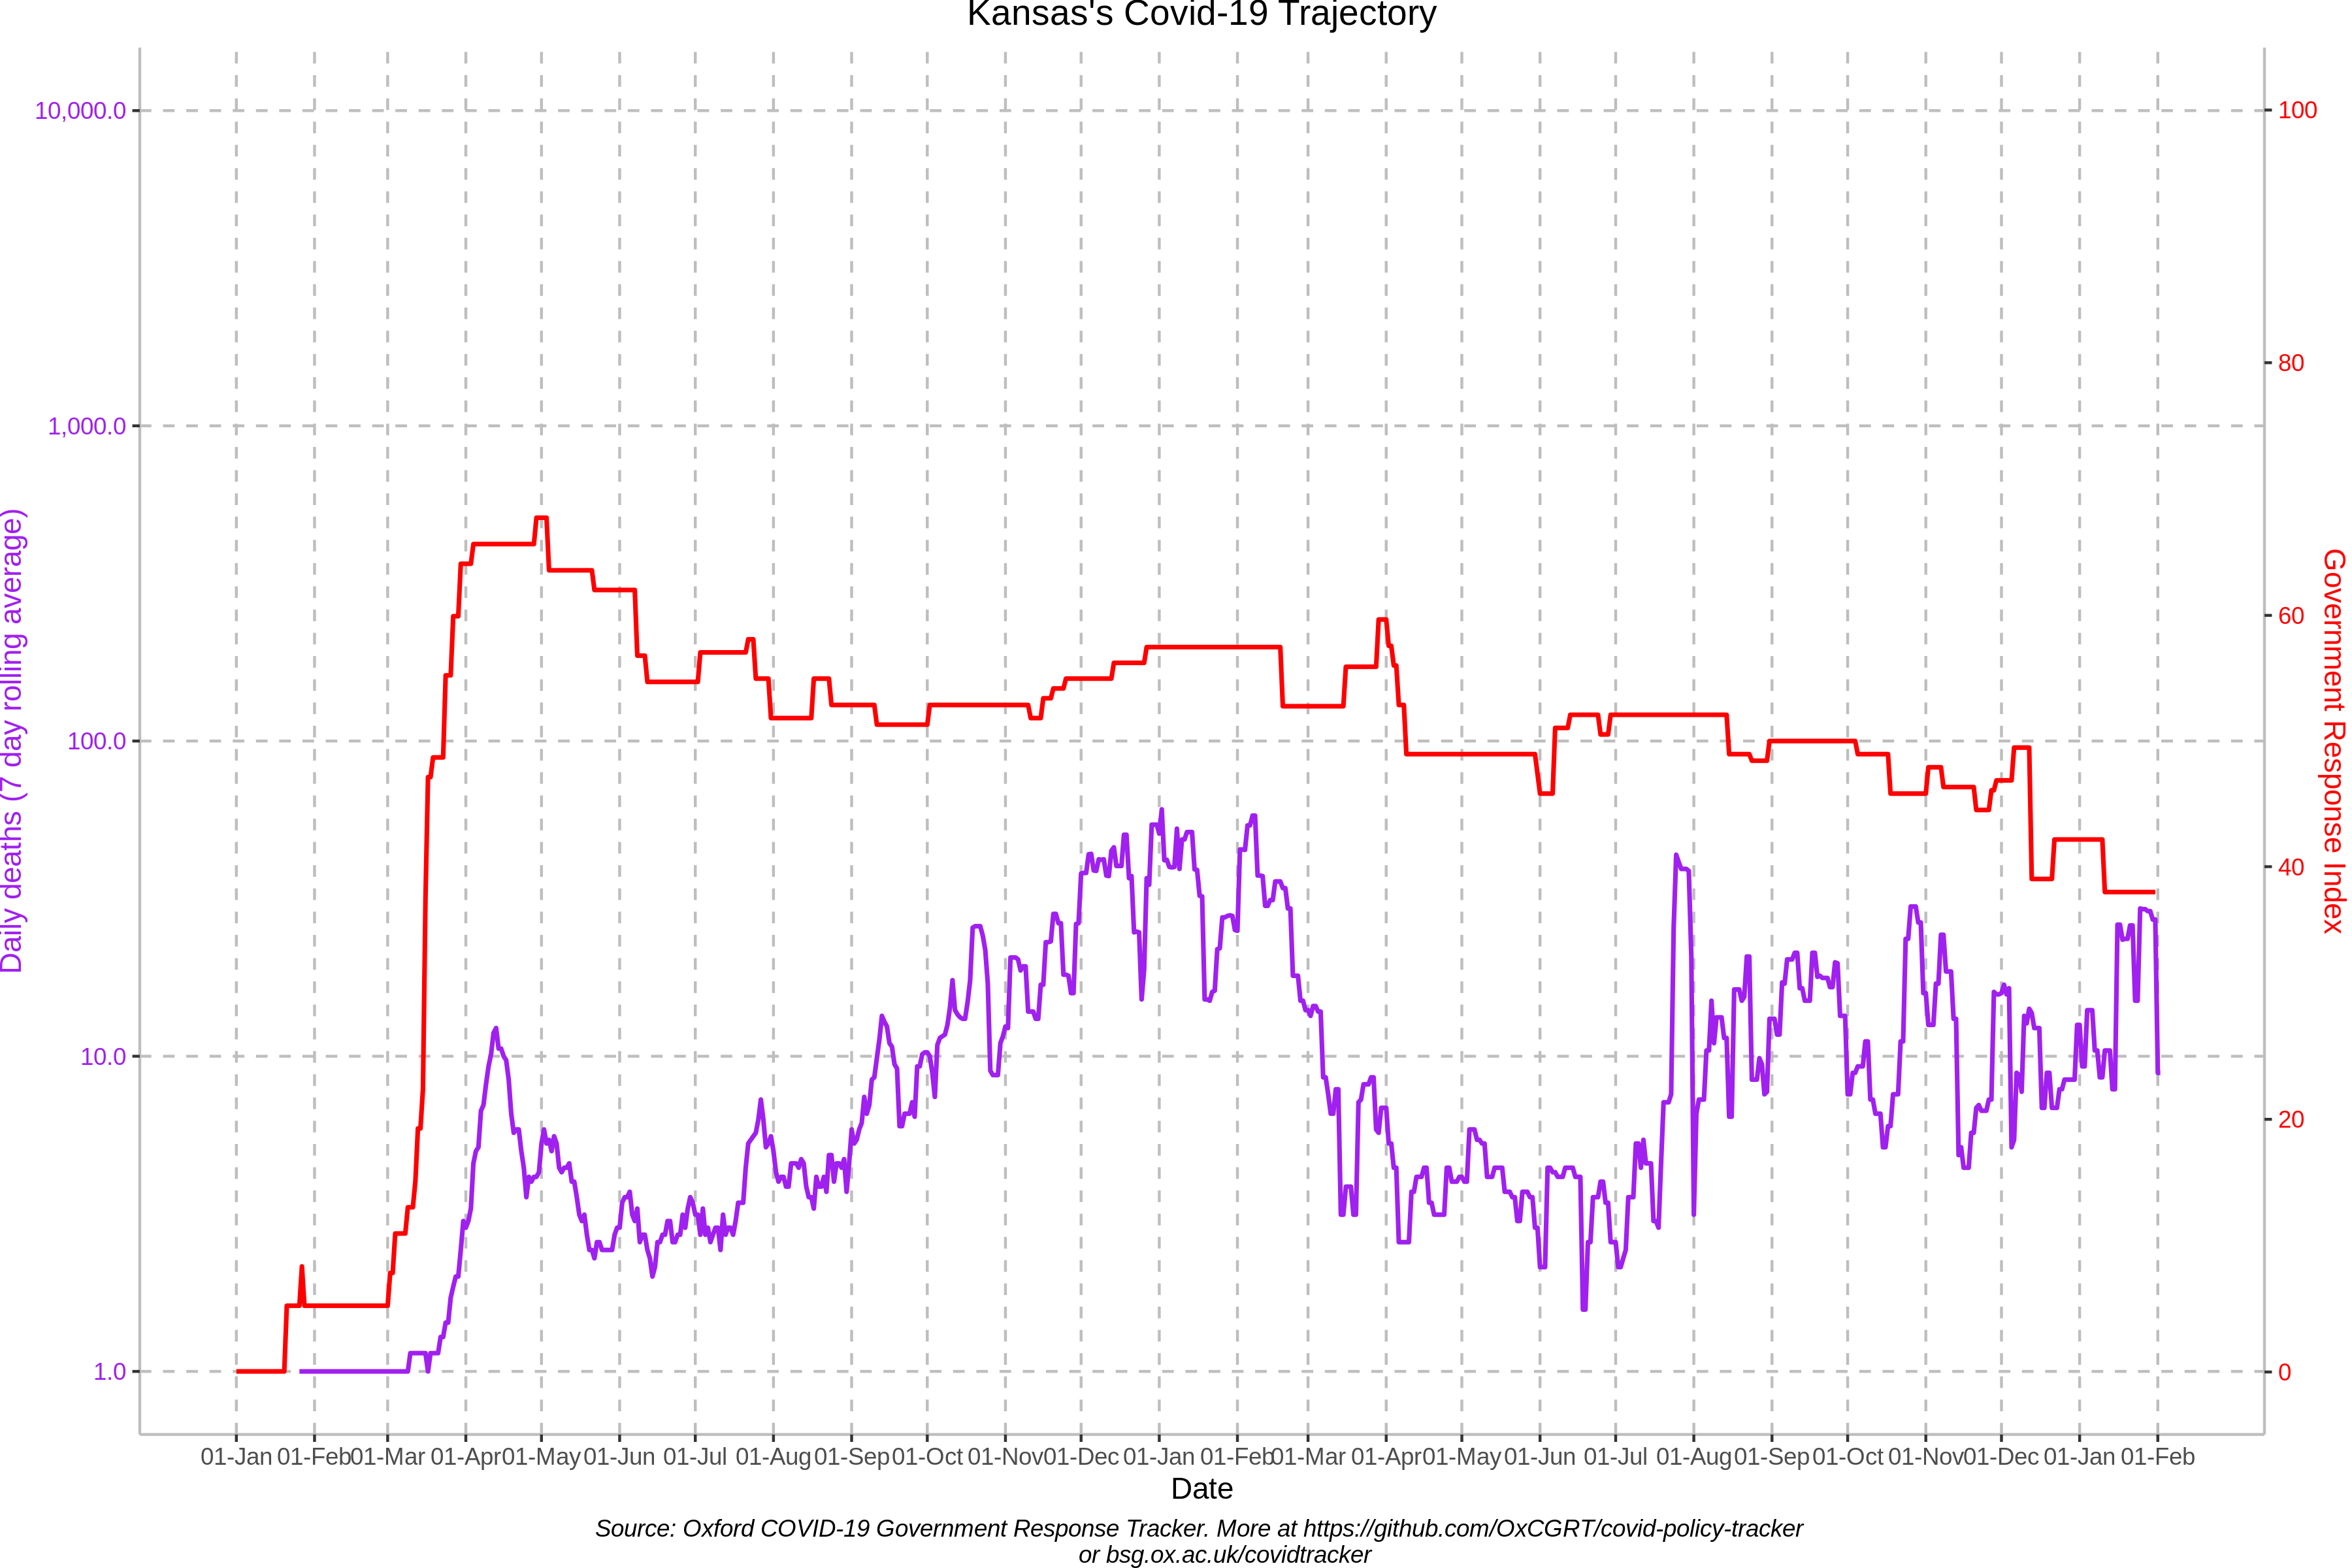 Kansas's Covid-19 Trajectory
10,000.0
1,000.0
100.0
10.0
1.0
Daily deaths (7 day rolling average)
100
80
60
40
20
0
Government Response Index
01-Jan 01-Feb 01-Mar 01-Apr 01-May 01-Jun 01-Jul 01-Aug 01-Sep 01-Oct 01-Nov 01-Dec 01-Jan 01-Feb 01-Mar 01-Apr 01-May 01-Jun 01-Jul 01-Aug 01-Sep 01-Oct 01-Nov 01-Dec 01-Jan 01-Feb
Date
Source: Oxford COVID-19 Government Response Tracker. More at https://github.com/OxCGRT/covid-policy-tracker
or bsg.ox.ac.uk/covidtracker